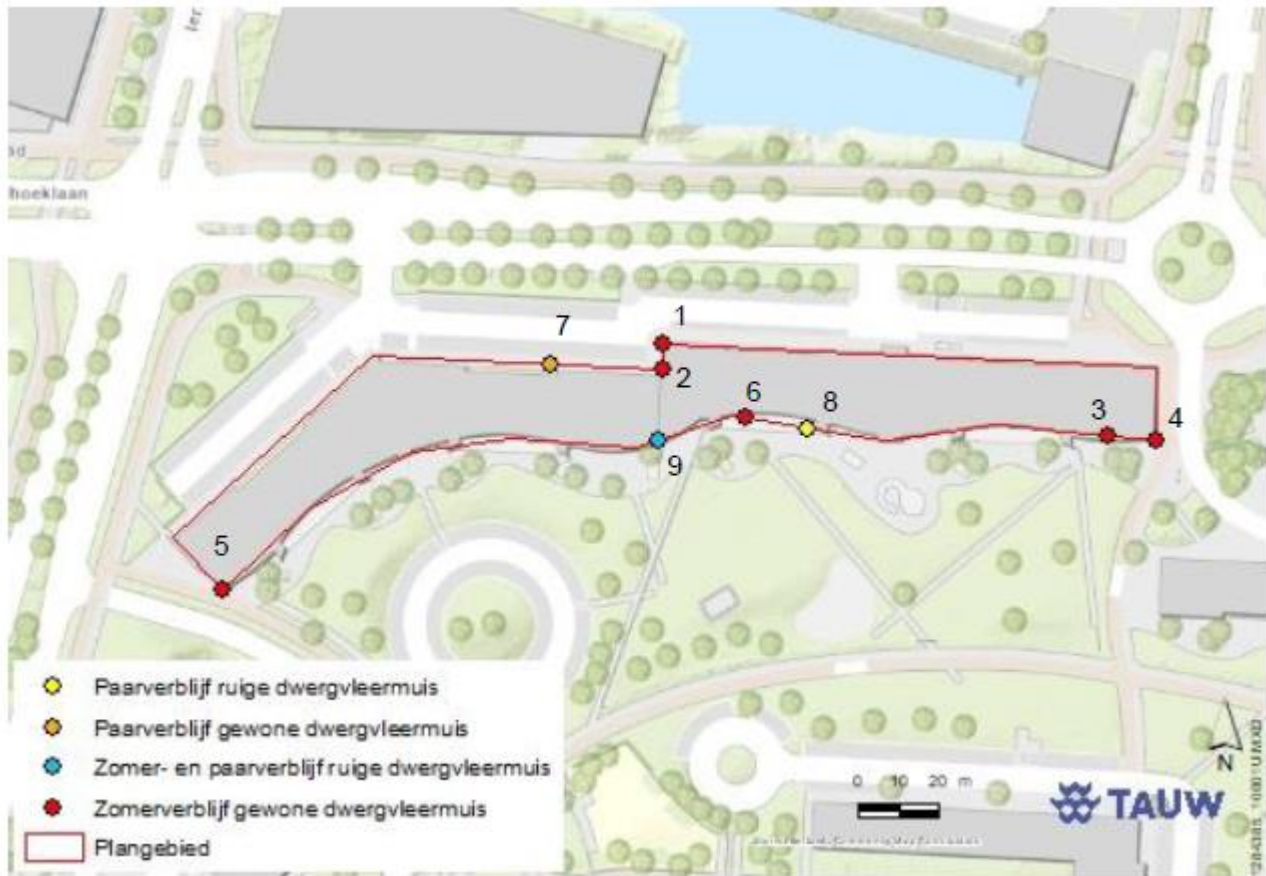 hoeklaan
7
1
2
6
8
3
4
9
5
Paarverblijf ruige dwergvleermuis
Paarverblijf gewone dwergvleermuis
Zomer- en paarverblijf ruige dwergvleermuis
Zomerverblijf gewone dwergvleermuis
Plangebied
0 10 20 m
N
TAUW